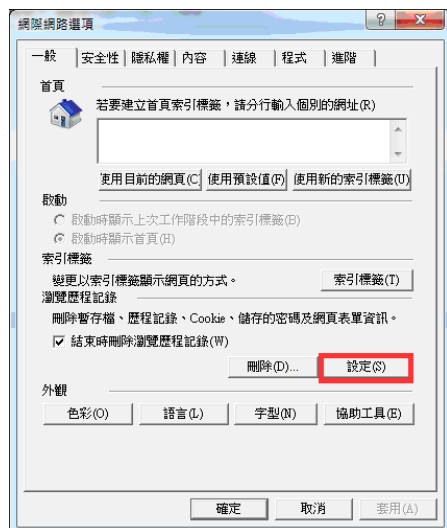 網際網路選項
一般 安全性 隱私權 內容 連線 程式 進階
首頁
若要建立首頁索引標籤，請分行輸入個別的網址(R)
使用目前的網頁(C) 使用預設值(F) 使用新的索引標籤(U)
啟動
啟動時顯示上次工作階段中的索引標籤(B)
啟動時顯示首頁(H)
索引標籤
變更以索引標籤顯示網頁的方式。 索引標籤(T)
瀏覽歷程記錄
刪除暫存檔、歷程記錄、Cookie、儲存的密碼及網頁表單資訊。
結束時刪除瀏覽歷程記錄(W)
刪除(D)... 設定(S)
外觀
色彩(O) 語言(L) 字型(N) 協助工具(E)
確定 取消 套用(A)